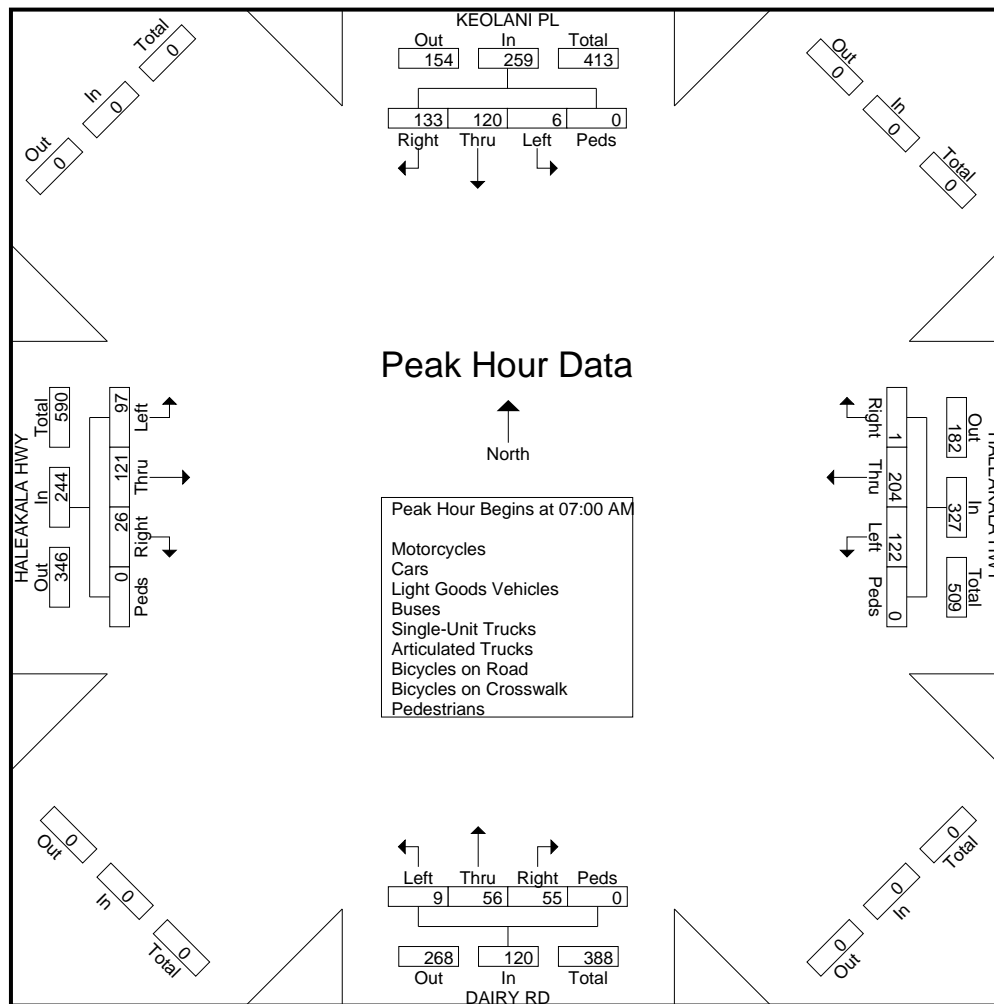 KEOLANI PL
Out In Total
154 259 413
133 120 6 0
Right Thru Left Peds
Total
0
In
0
Out
0
Out
0
In
0
Total
0
HALEAKALA HWY
Total In Out
590 244 346
97 121 26 0
Left Thru Right Peds
Peak Hour Data
North
Peak Hour Begins at 07:00 AM
Motorcycles
Cars
Light Goods Vehicles
Buses
Single-Unit Trucks
Articulated Trucks
Bicycles on Road
Bicycles on Crosswalk
Pedestrians
Right Thru Left Peds
1 204 122 0
Out In Total
182 327 509
HALEAKALA HWY
0
Out
0
In
0
Total
0
Total
0
In
0
Out
Left Thru Right Peds
9 56 55 0
268 120 388
Out In Total
DAIRY RD